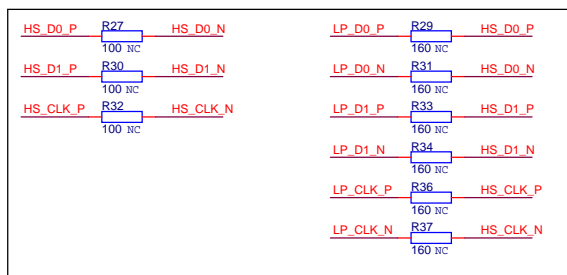 HS_D0_P R27 HS_D0_N
100 NC
HS_D1_P R30 HS_D1_N
100 NC
HS_CLK_P R32 HS_CLK_N
100 NC
LP_D0_P R29 HS_D0_P
160 NC
LP_D0_N R31 HS_D0_N
160 NC
LP_D1_P R33 HS_D1_P
160 NC
LP_D1_N R34 HS_D1_N
160 NC
LP_CLK_P R36 HS_CLK_P
160 NC
LP_CLK_N R37 HS_CLK_N
160 NC